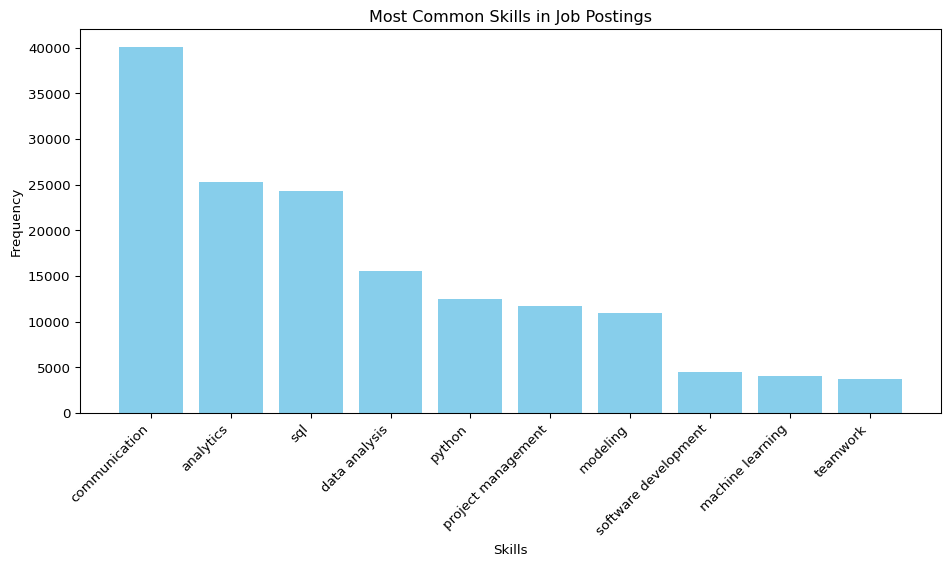 Most Common Skills in Job Postings
Frequency
40000
35000
30000
25000
20000
15000
10000
5000
0
communication
analytics
sql
data analysis
python
project management
modeling
software development
machine learning
teamwork
Skills